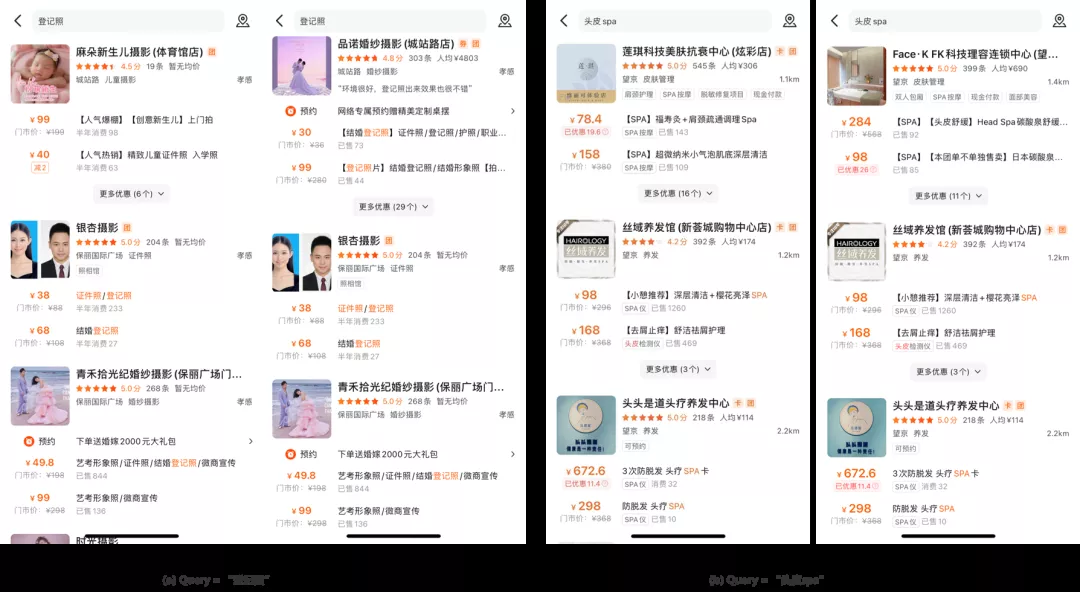 登记照
麻朵新生儿摄影(体育馆店) 团
4.5分 19条 暂无均价
城站路 儿童摄影 孝感
¥99 【人气爆棚】【创意新生儿】上门拍
门市价: ¥199 半年消费 98
¥40 【人气热销】精致儿童证件照 入学照
减2 半年消费 63
更多优惠 (6个)
银杏摄影 团
5.0分 204条 暂无均价
保丽国际广场 证件照 孝感
照相馆
¥38 证件照/登记照
门市价: ¥88 半年消费 233
¥68 结婚登记照
门市价: ¥108 半年消费 27
青禾拾光纪婚纱摄影(保丽广场门...
5.0分 268条 暂无均价
保丽国际广场 婚纱摄影 孝感
预约 下单送婚嫁2000元大礼包
¥49.8 艺考形象照/证件照/结婚登记照/微商宣传
门市价: ¥198 已售 844
¥99 艺考形象照/微商宣传
门市价: ¥298 已售 136
时光摄影
登记照
品诺婚纱摄影(城站路店) 春 团
4.8分 303条 人均¥4803
城站路 婚纱摄影 孝感
“环境很好，登记照出来效果也很不错”
预约 网络专属预约赠精美定制桌摆
¥30 【结婚登记照】证件照/登记照/护照/职业...
门市价: ¥36 已售 73
¥99 【登记照片】结婚登记照/结婚形象照【拍...
门市价: ¥280 已售 44
更多优惠 (29个)
银杏摄影 团
5.0分 204条 暂无均价
保丽国际广场 证件照 孝感
照相馆
¥38 证件照/登记照
门市价: ¥88 半年消费 233
¥68 结婚登记照
门市价: ¥108 半年消费 27
青禾拾光纪婚纱摄影(保丽广场门...
5.0分 268条 暂无均价
保丽国际广场 婚纱摄影 孝感
预约 下单送婚嫁2000元大礼包
¥49.8 艺考形象照/证件照/结婚登记照/微商宣传
门市价: ¥198 已售 844
¥99 艺考形象照/微商宣传
门市价: ¥298 已售 136
头皮spa
莲琪科技美肤抗衰中心 (炫彩店) 卡 团
5.0分 545条 人均¥306
望京 皮肤管理 1.1km
肩颈护理 SPA按摩 脱敏修复项目 现金付款
¥78.4 【SPA】福寿灸+肩颈疏通调理Spa
已优惠19.6 SPA按摩 已售 143
¥158 【SPA】超微纳米小气泡肌底深层清洁
门市价: ¥380 SPA按摩 已售 109
更多优惠 (16个)
丝域养发馆 (新荟城购物中心店) 卡 团
4.2分 392条 人均¥174
望京 养发 1.2km
HAIROLOGY
丝域养发
¥98 【小憩推荐】深层清洁+樱花亮泽SPA
门市价: ¥296 SPA仪 已售 1260
¥168 【去屑止痒】舒洁祛屑护理
门市价: ¥368 头皮检测仪 已售 469
更多优惠 (3个)
头头是道头疗养发中心 卡 团
5.0分 218条 人均¥114
望京 养发 2.2km
可预约
¥672.6 3次防脱发 头疗SPA卡
已优惠11.4 SPA仪 消费 32
¥298 防脱发 头疗SPA
门市价: ¥368 SPA仪 已售 10
头皮spa
Face·K FK科技理容连锁中心 (望...
5.0分 399条 人均¥690
望京 皮肤管理 1.4km
双人包厢 SPA按摩 现金付款 面部美容
¥284 【SPA】【头皮舒缓】Head Spa碳酸泉舒缓...
门市价: ¥568 已售 92
¥98 【SPA】【本团单不单独售卖】日本碳酸泉...
已优惠26 已售 85
更多优惠 (11个)
丝域养发馆 (新荟城购物中心店) 卡 团
4.2分 392条 人均¥174
望京 养发 1.2km
HAIROLOGY
丝域养发
¥98 【小憩推荐】深层清洁+樱花亮泽SPA
门市价: ¥296 SPA仪 已售 1260
¥168 【去屑止痒】舒洁祛屑护理
门市价: ¥368 头皮检测仪 已售 469
更多优惠 (3个)
头头是道头疗养发中心 卡 团
5.0分 218条 人均¥114
望京 养发 2.2km
可预约
¥672.6 3次防脱发 头疗SPA卡
已优惠11.4 SPA仪 消费 32
¥298 防脱发 头疗SPA
门市价: ¥368 SPA仪 已售 10
(a) Query = “登记照”
(b) Query = “头皮spa”